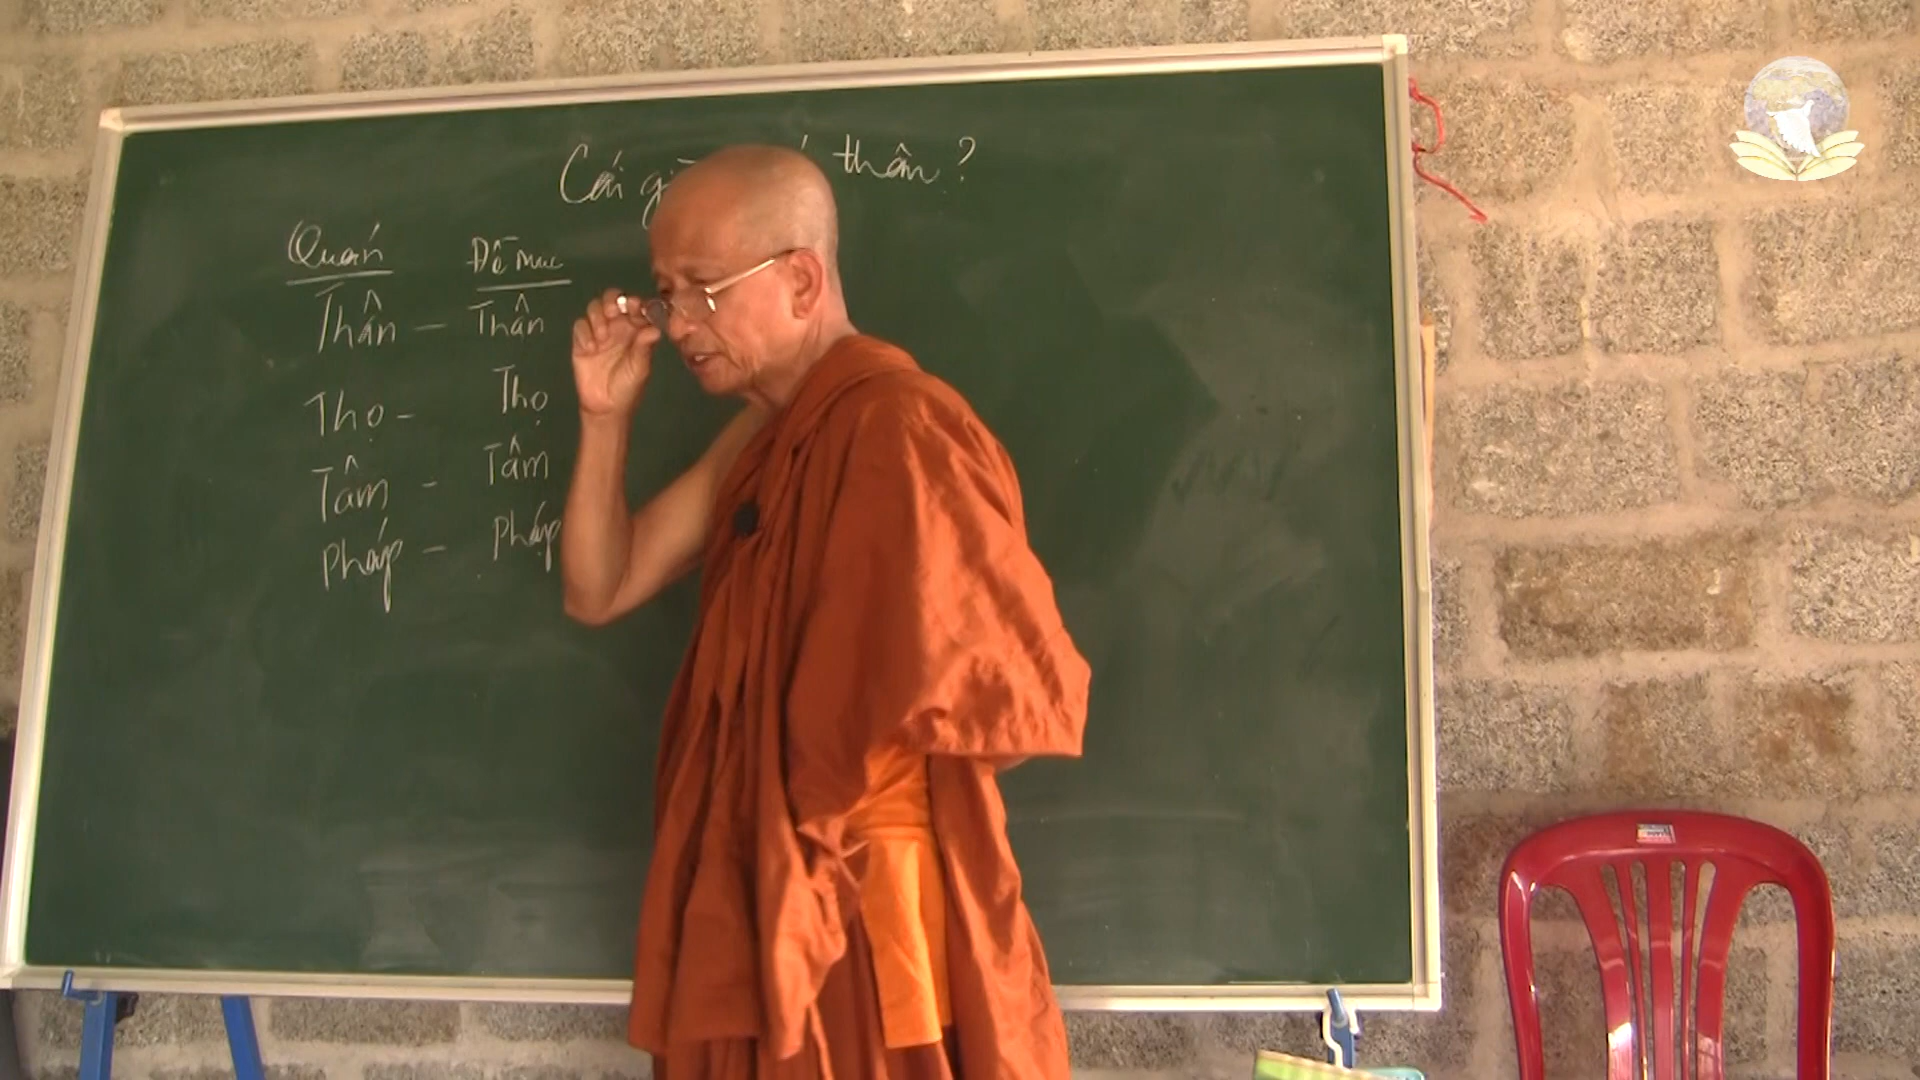 Cái gì thân?
Quán Đề mục
Thân - Thân
Thọ - Thọ
Tâm - Tâm
Pháp - Pháp